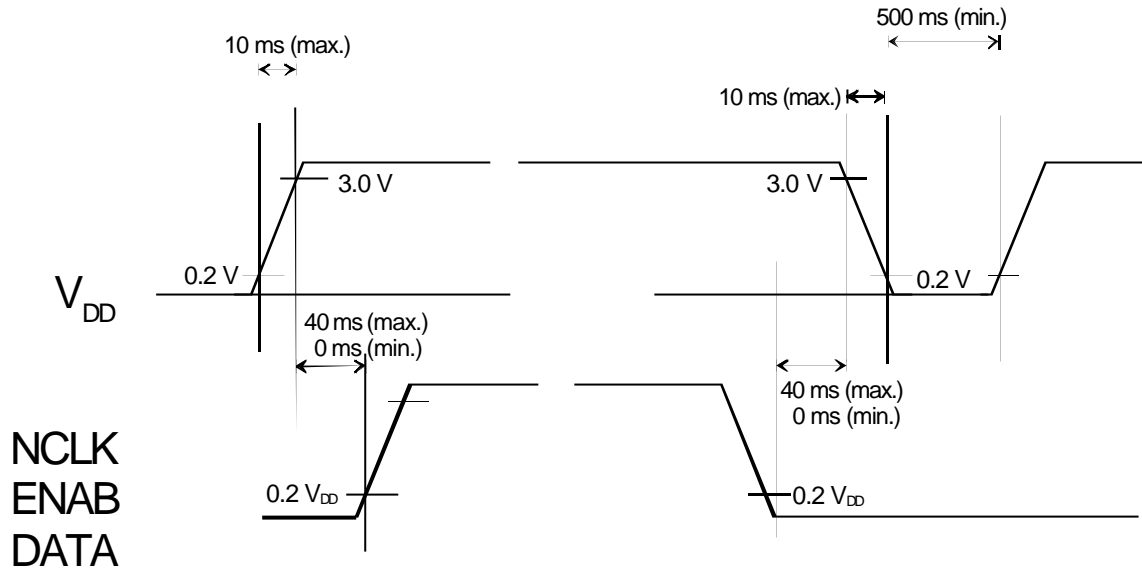 500 ms (min.)
10 ms (max.)
10 ms (max.)
3.0 V
3.0 V
0.2 V
0.2 V
VDD
40 ms (max.)
0 ms (min.)
40 ms (max.)
0 ms (min.)
NCLK
ENAB
DATA
0.2 VDD
0.2 VDD